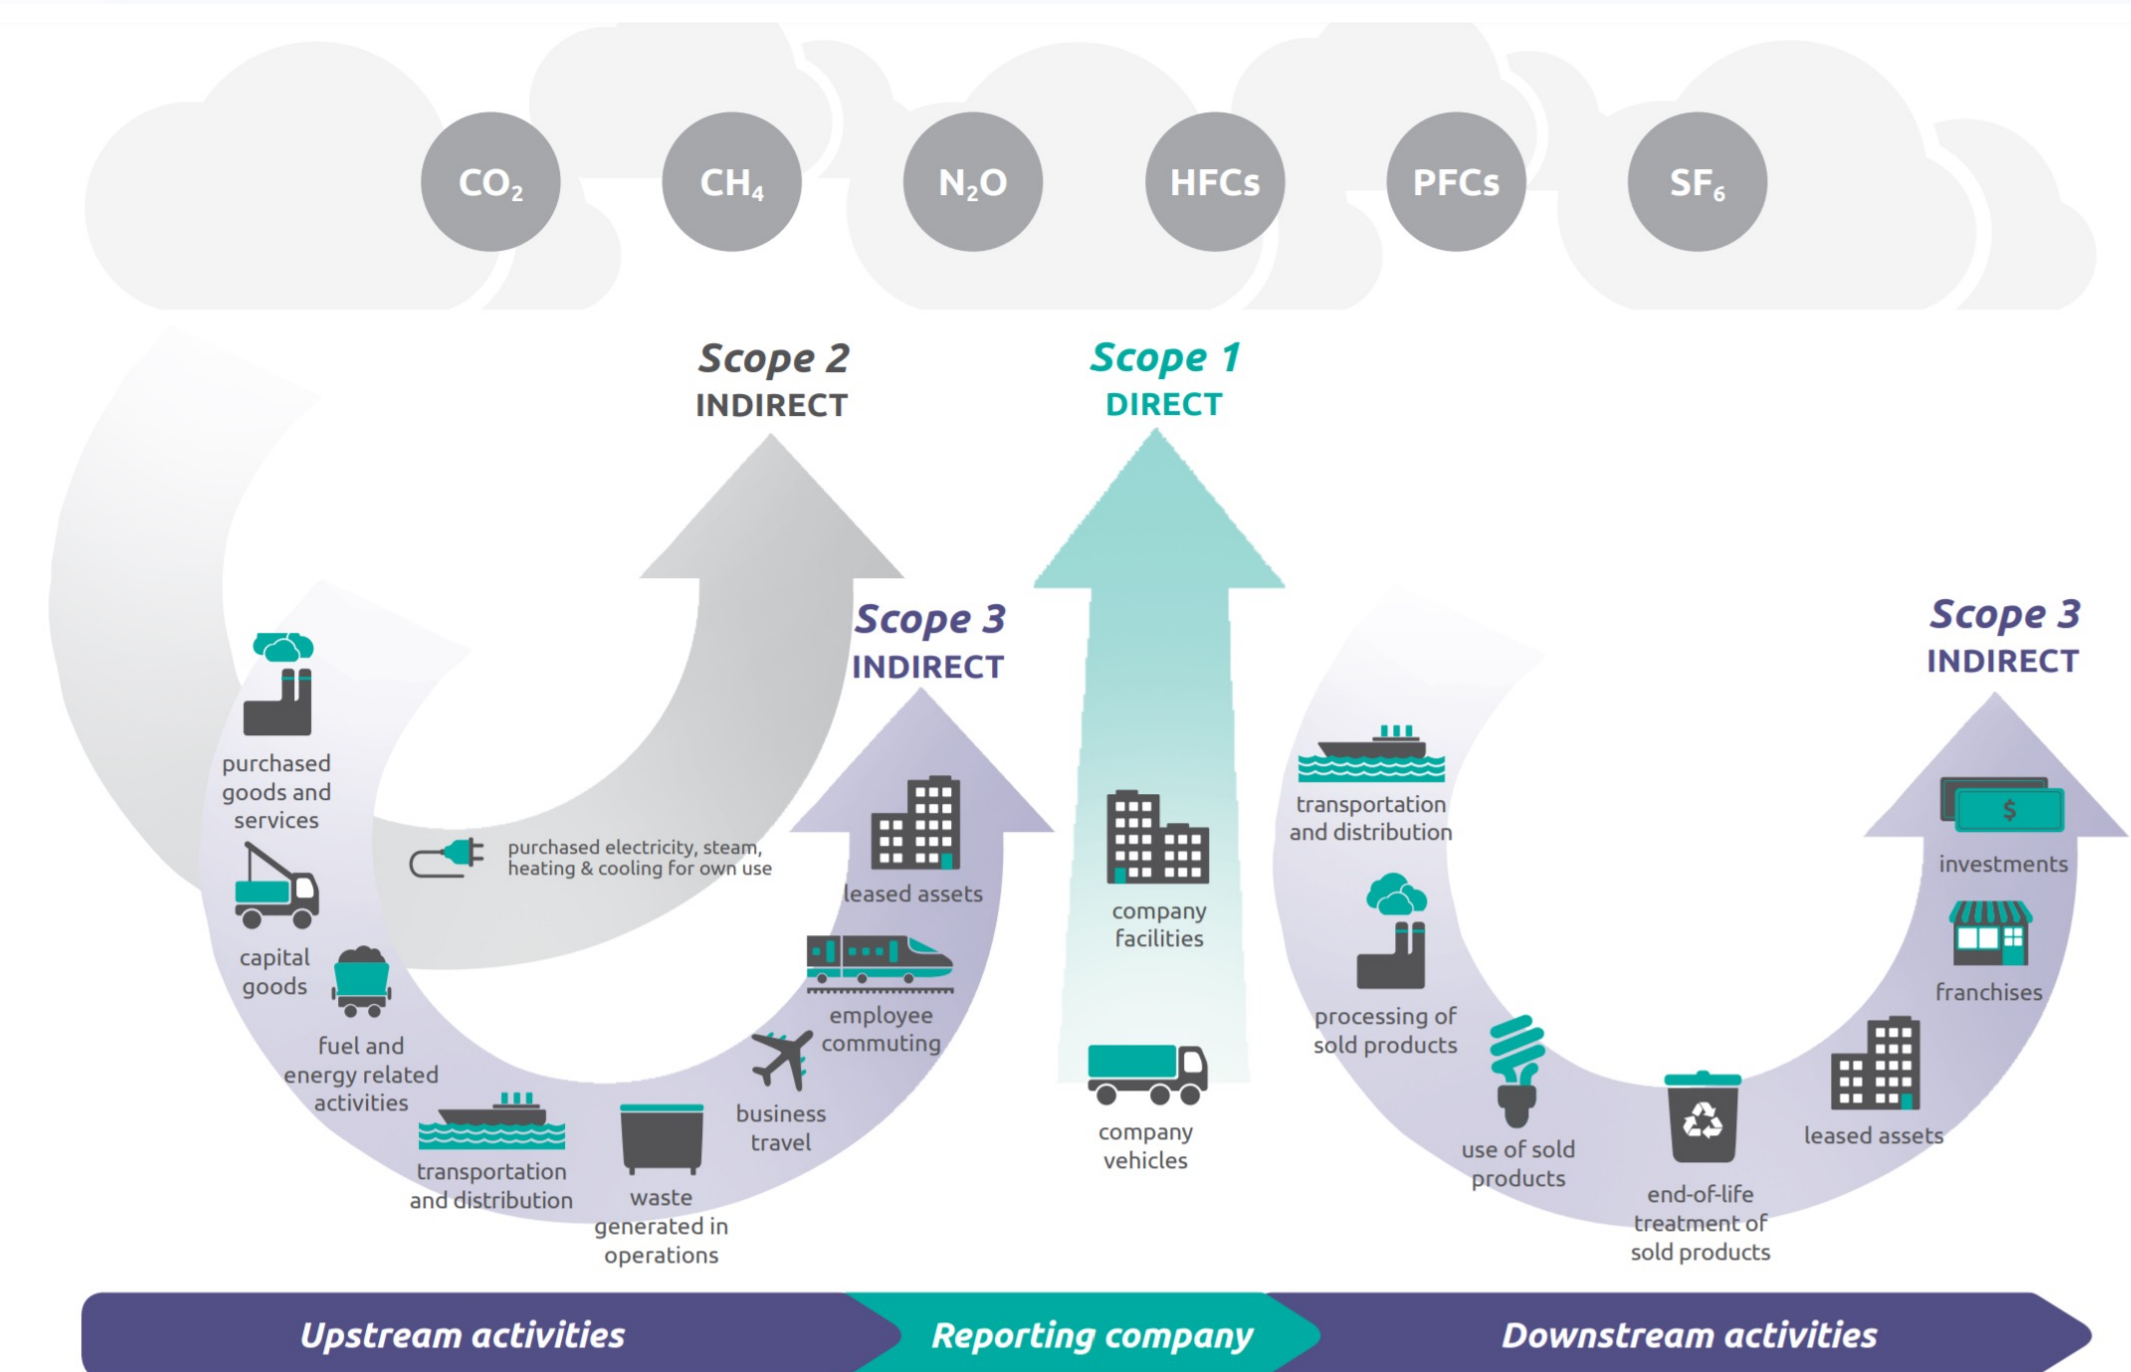 CO₂
CH₄
N₂O
HFCs
PFCs
SF₆
Scope 2
INDIRECT
Scope 1
DIRECT
Scope 3
INDIRECT
Scope 3
INDIRECT
purchased
goods and
services
capital
goods
fuel and
energy related
activities
transportation
and distribution
waste
generated in
operations
business
travel
employee
commuting
leased assets
purchased electricity, steam,
heating & cooling for own use
company
facilities
company
vehicles
transportation
and distribution
processing of
sold products
use of sold
products
end-of-life
treatment of
sold products
leased assets
franchises
investments
$
Upstream activities
Reporting company
Downstream activities